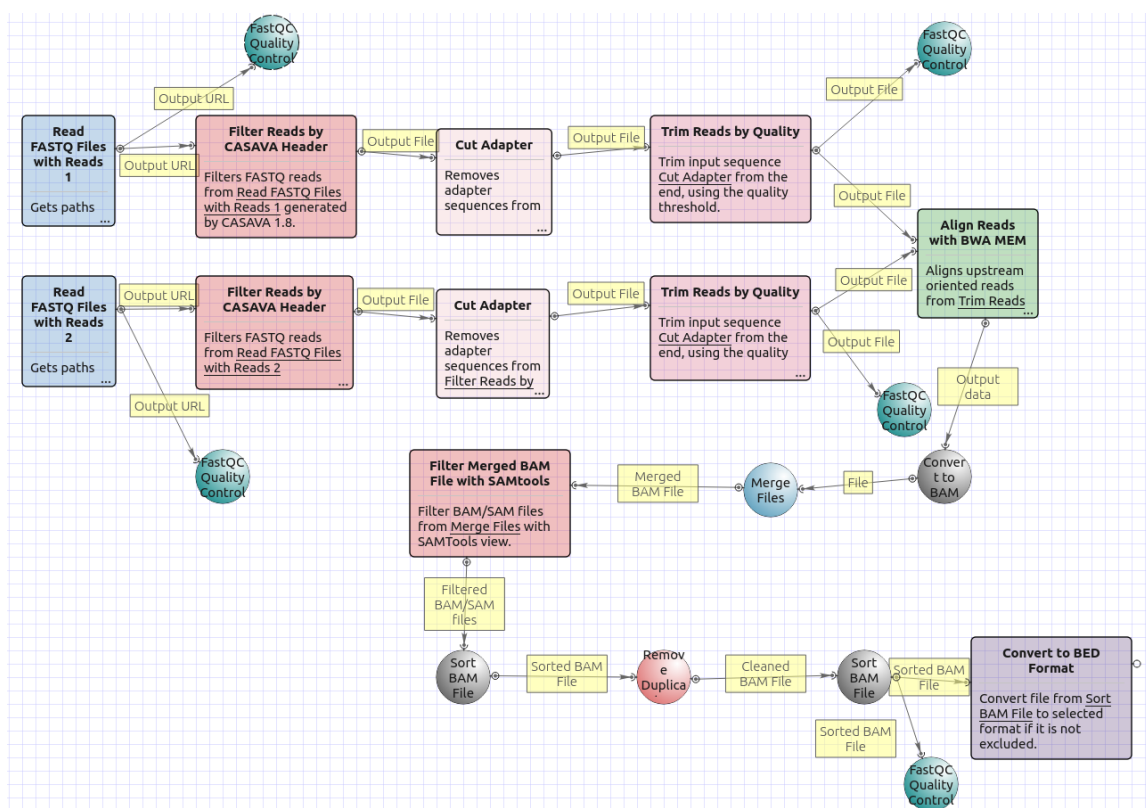 FastQC
Quality
Control
FastQC
Quality
Control
Output URL
Output File
Read
FASTQ Files
with Reads
1
Gets paths
...
Output URL
Filter Reads by
CASAVA Header
Filters FASTQ reads
from Read FASTQ Files
with Reads 1 generated
by CASAVA 1.8.
Output File
Cut Adapter
Removes
adapter
sequences from
...
Output File
Trim Reads by Quality
Trim input sequence
Cut Adapter from the
end, using the quality
threshold.
Output File
Align Reads
with BWA MEM
Aligns upstream
oriented reads
from Trim Reads
...
Read
FASTQ Files
with Reads
2
Gets paths
...
Output URL
Filter Reads by
CASAVA Header
Filters FASTQ reads
from Read FASTQ Files
with Reads 2
...
Output File
Cut Adapter
Removes
adapter
sequences from
Filter Reads by
...
Output File
Trim Reads by Quality
Trim input sequence
Cut Adapter from the
end, using the quality
...
Output File
Output File
Output URL
FastQC
Quality
Control
FastQC
Quality
Control
Output
data
Filter Merged BAM
File with SAMtools
Filter BAM/SAM files
from Merge Files with
SAMTools view.
Merged
BAM File
Merge
Files
File
Conver
t to
BAM
Filtered
BAM/SAM
files
Sort
BAM
File
Sorted BAM
File
Remov
e
Duplica
Cleaned
BAM File
Sort
BAM
File
Sorted BAM
File
Convert to BED
Format
Convert file from Sort
BAM File to selected
format if it is not
excluded.
Sorted BAM
File
FastQC
Quality
Control